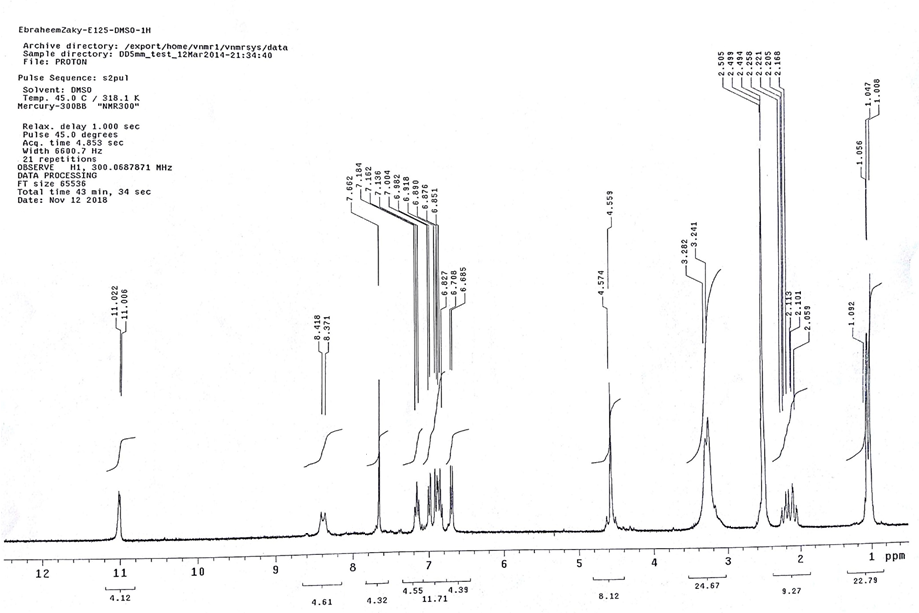 EbraheemZaky-E125-DMSO-1H
Archive directory: /export/home/vnmr1/vnmrsys/data
Sample directory: DD5mm_test_12Mar2014-21:34:40
File: PROTON
Pulse Sequence: s2pul
Solvent: DMSO
Temp. 45.0 C / 318.1 K
Mercury-300BB "NMR300"
Relax. delay 1.000 sec
Pulse 45.0 degrees
Acq. time 4.853 sec
Width 6600.7 Hz
21 repetitions
OBSERVE H1, 300.0687871 MHz
DATA PROCESSING
FT size 65536
Total time 43 min, 34 sec
Date: Nov 12 2018
11.022
11.006
8.418
8.371
7.662
7.184
7.162
7.136
7.004
6.982
6.918
6.890
6.876
6.851
6.827
6.708
6.685
4.574
4.559
3.282
3.241
2.505
2.499
2.494
2.258
2.221
2.205
2.168
2.113
2.101
2.059
1.092
1.056
1.047
1.008
12 11 10 9 8 7 6 5 4 3 2 1 ppm
4.12 4.61 4.32 4.55 11.71 4.39 8.12 24.67 9.27 22.79